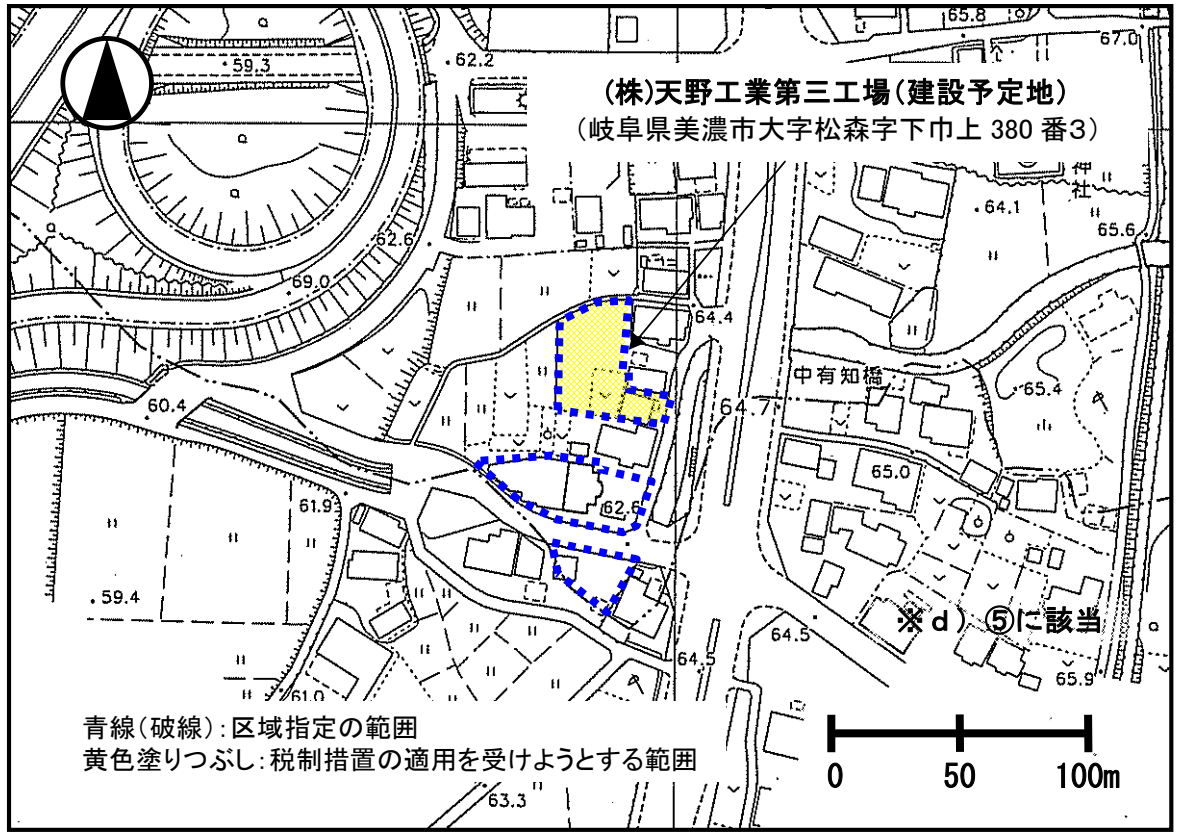 65.8
67.0
59.3
62.2
(株)天野工業第三工場(建設予定地)
(岐阜県美濃市大字松森字下巾上 380 番3)
神社
64.1
65.6
62.6
69.0
64.4
中有知橋
65.4
60.4
64.7
65.0
61.9
62.6
59.4
※d)⑤に該当
64.5
64.5
65.9
61.0
青線(破線):区域指定の範囲
黄色塗りつぶし:税制措置の適用を受けようとする範囲
0 50 100m
63.3